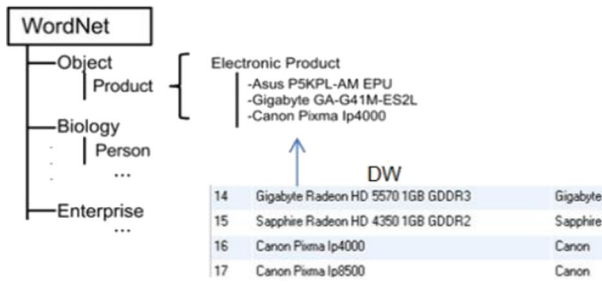 WordNet
Object
Product
Biology
Person
...
Enterprise
...
Electronic Product
-Asus P5KPL-AM EPU
-Gigabyte GA-G41M-ES2L
-Canon Pixma Ip4000
DW
14 Gigabyte Radeon HD 5570 1GB GDDR3 Gigabyte
15 Sapphire Radeon HD 4350 1GB GDDR2 Sapphire
16 Canon Pixma Ip4000 Canon
17 Canon Pixma Ip8500 Canon